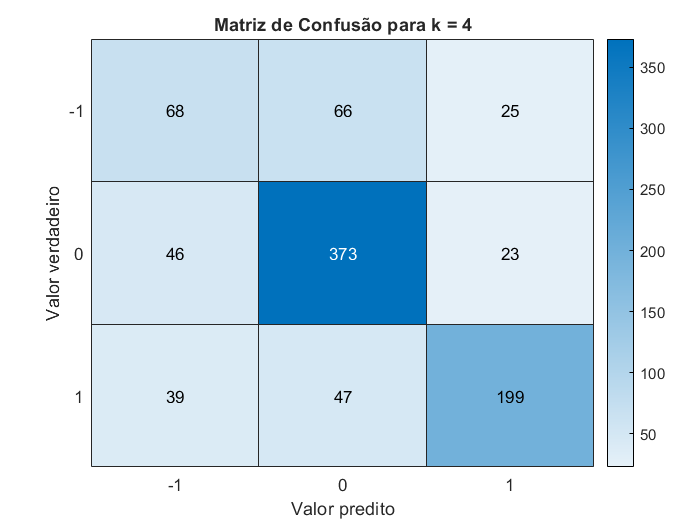 Matriz de Confusão para k = 4
-1 68 66 25
0 46 373 23
1 39 47 199
-1 0 1
Valor predito
Valor verdadeiro
350
300
250
200
150
100
50